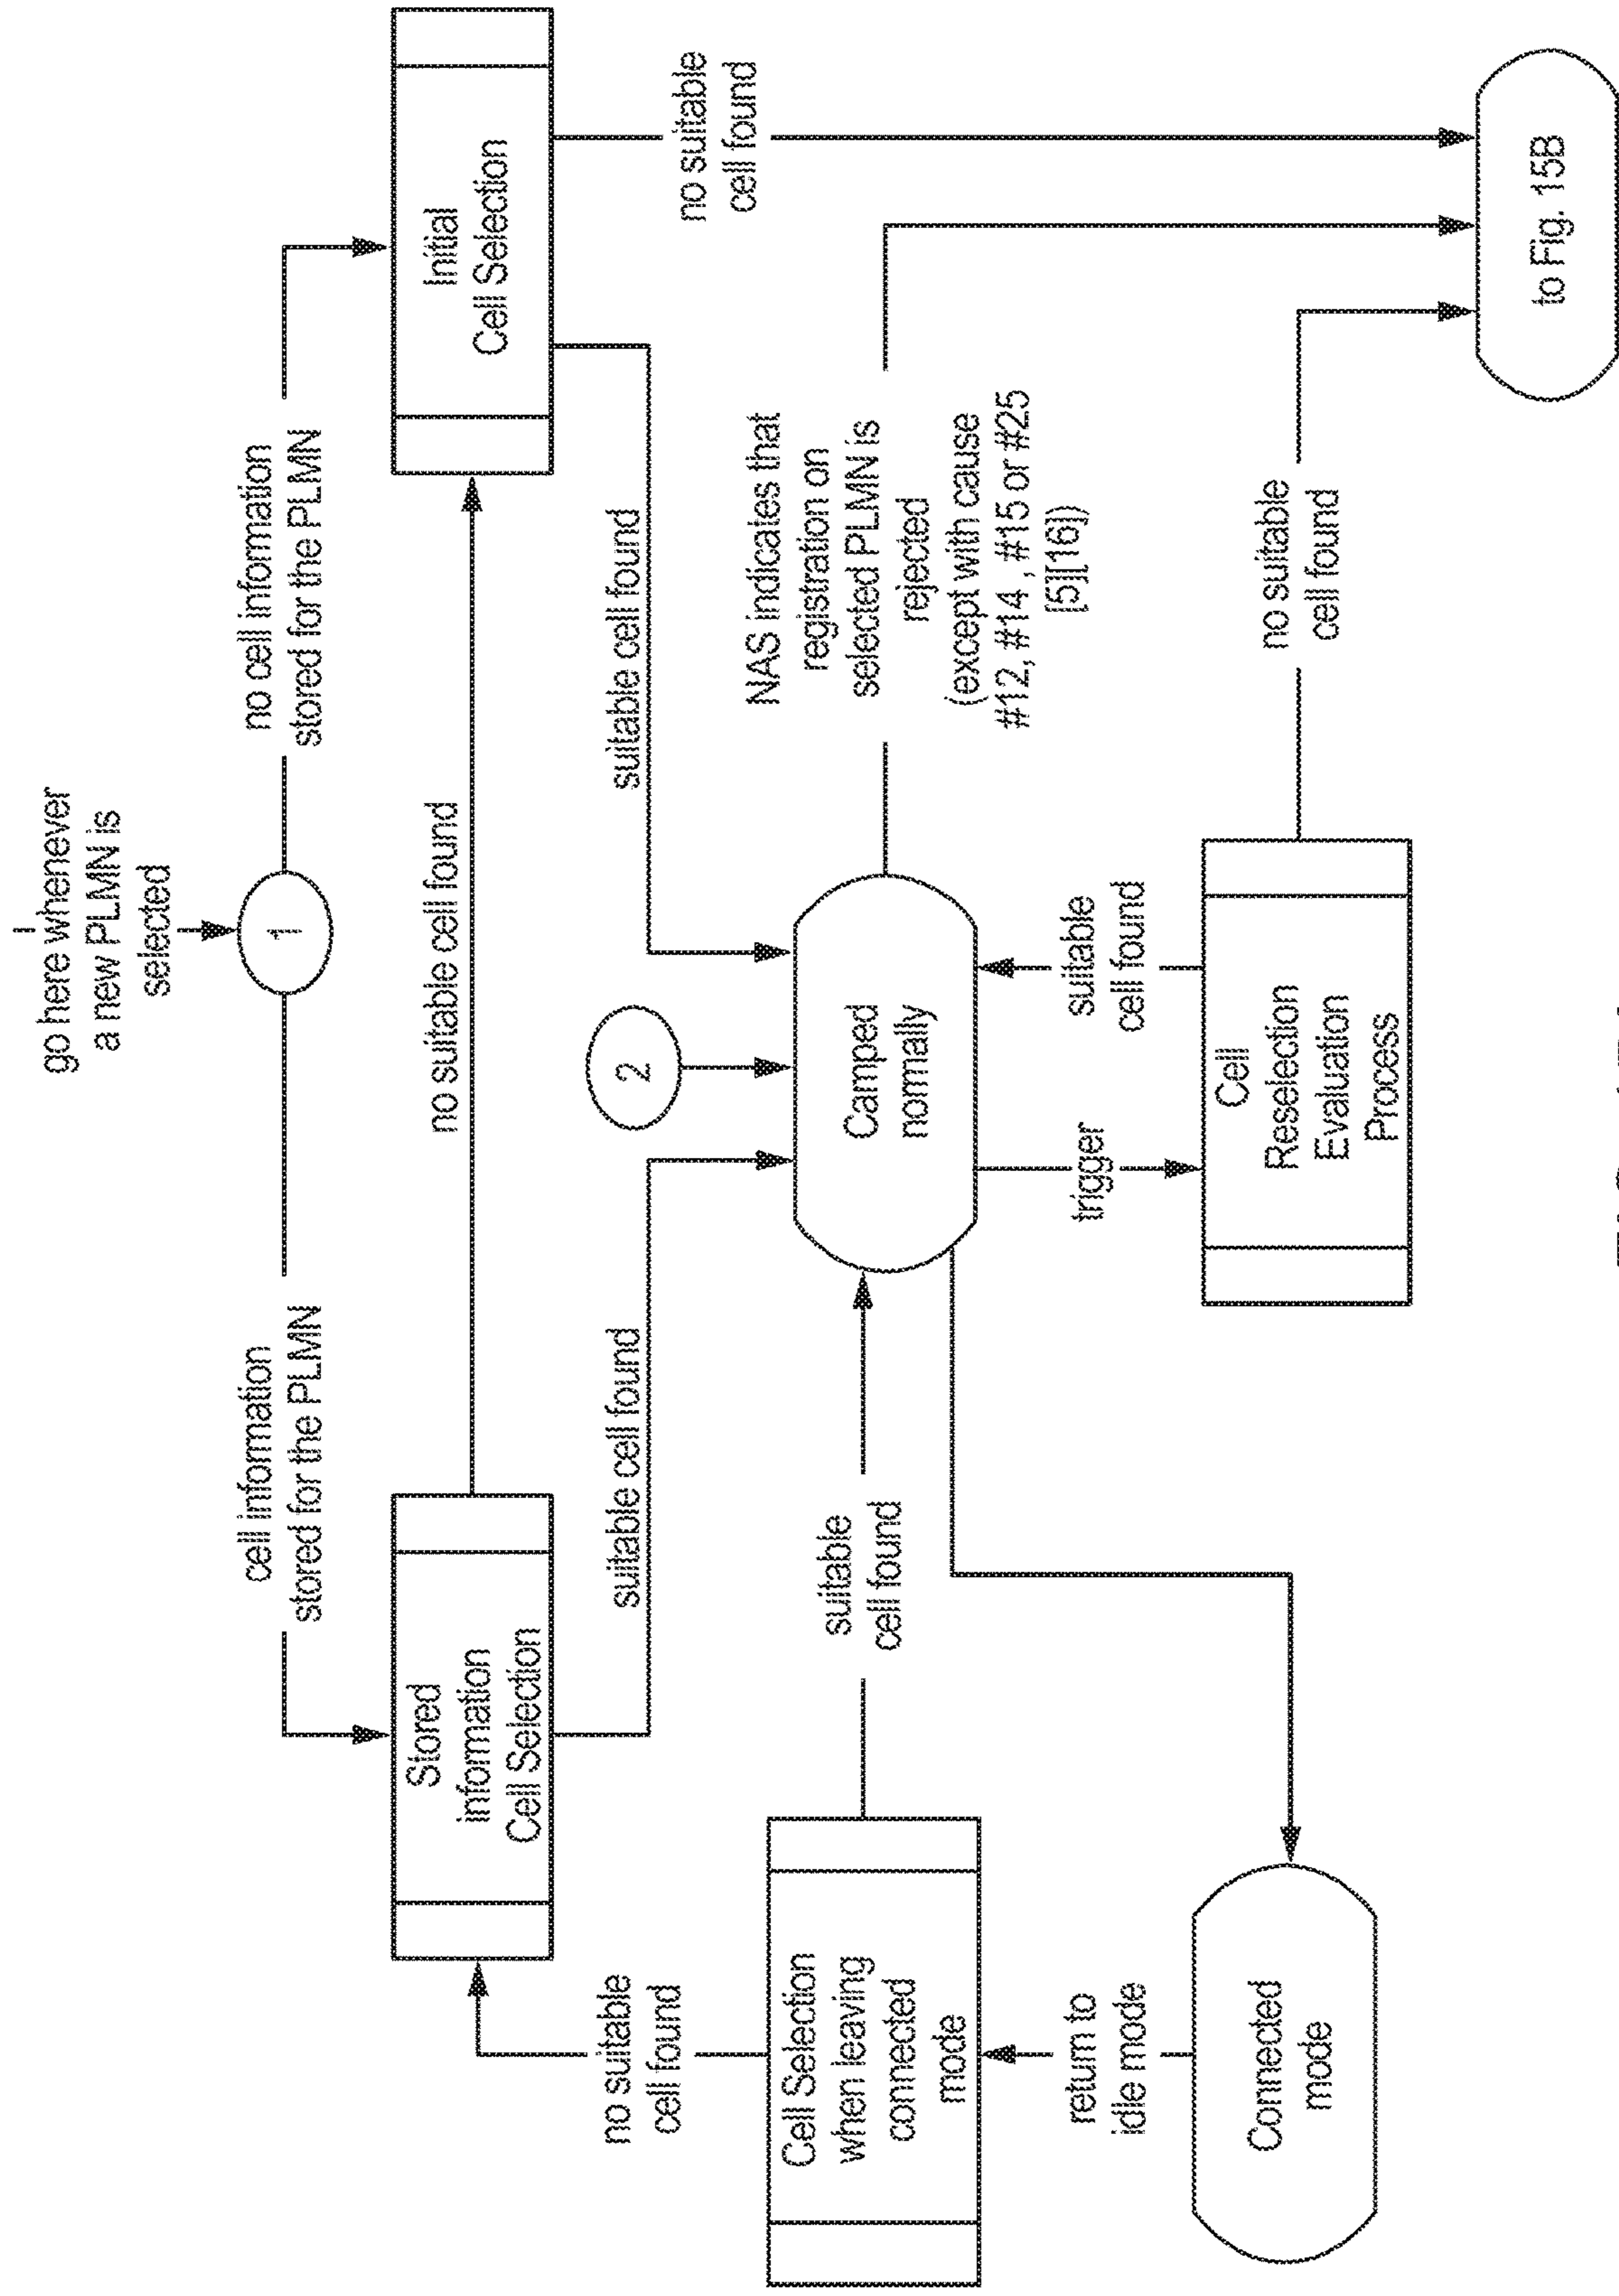 go here whenever
a new PLMN is
selected
1
cell information
stored for the PLMN
no cell information
stored for the PLMN
Stored
information
Cell Selection
no suitable cell found
Initial
Cell Selection
suitable cell found
2
suitable cell found
no suitable
cell found
no suitable
cell found
Cell Selection
when leaving
connected
mode
suitable
cell found
Camped
normally
NAS indicates that
registration on
selected PLMN is
rejected
(except with cause
#12, #14 , #15 or #25
[5][16])
return to
idle mode
trigger
suitable
cell found
Connected
mode
Cell
Reselection
Evaluation
Process
no suitable
cell found
to Fig. 15B